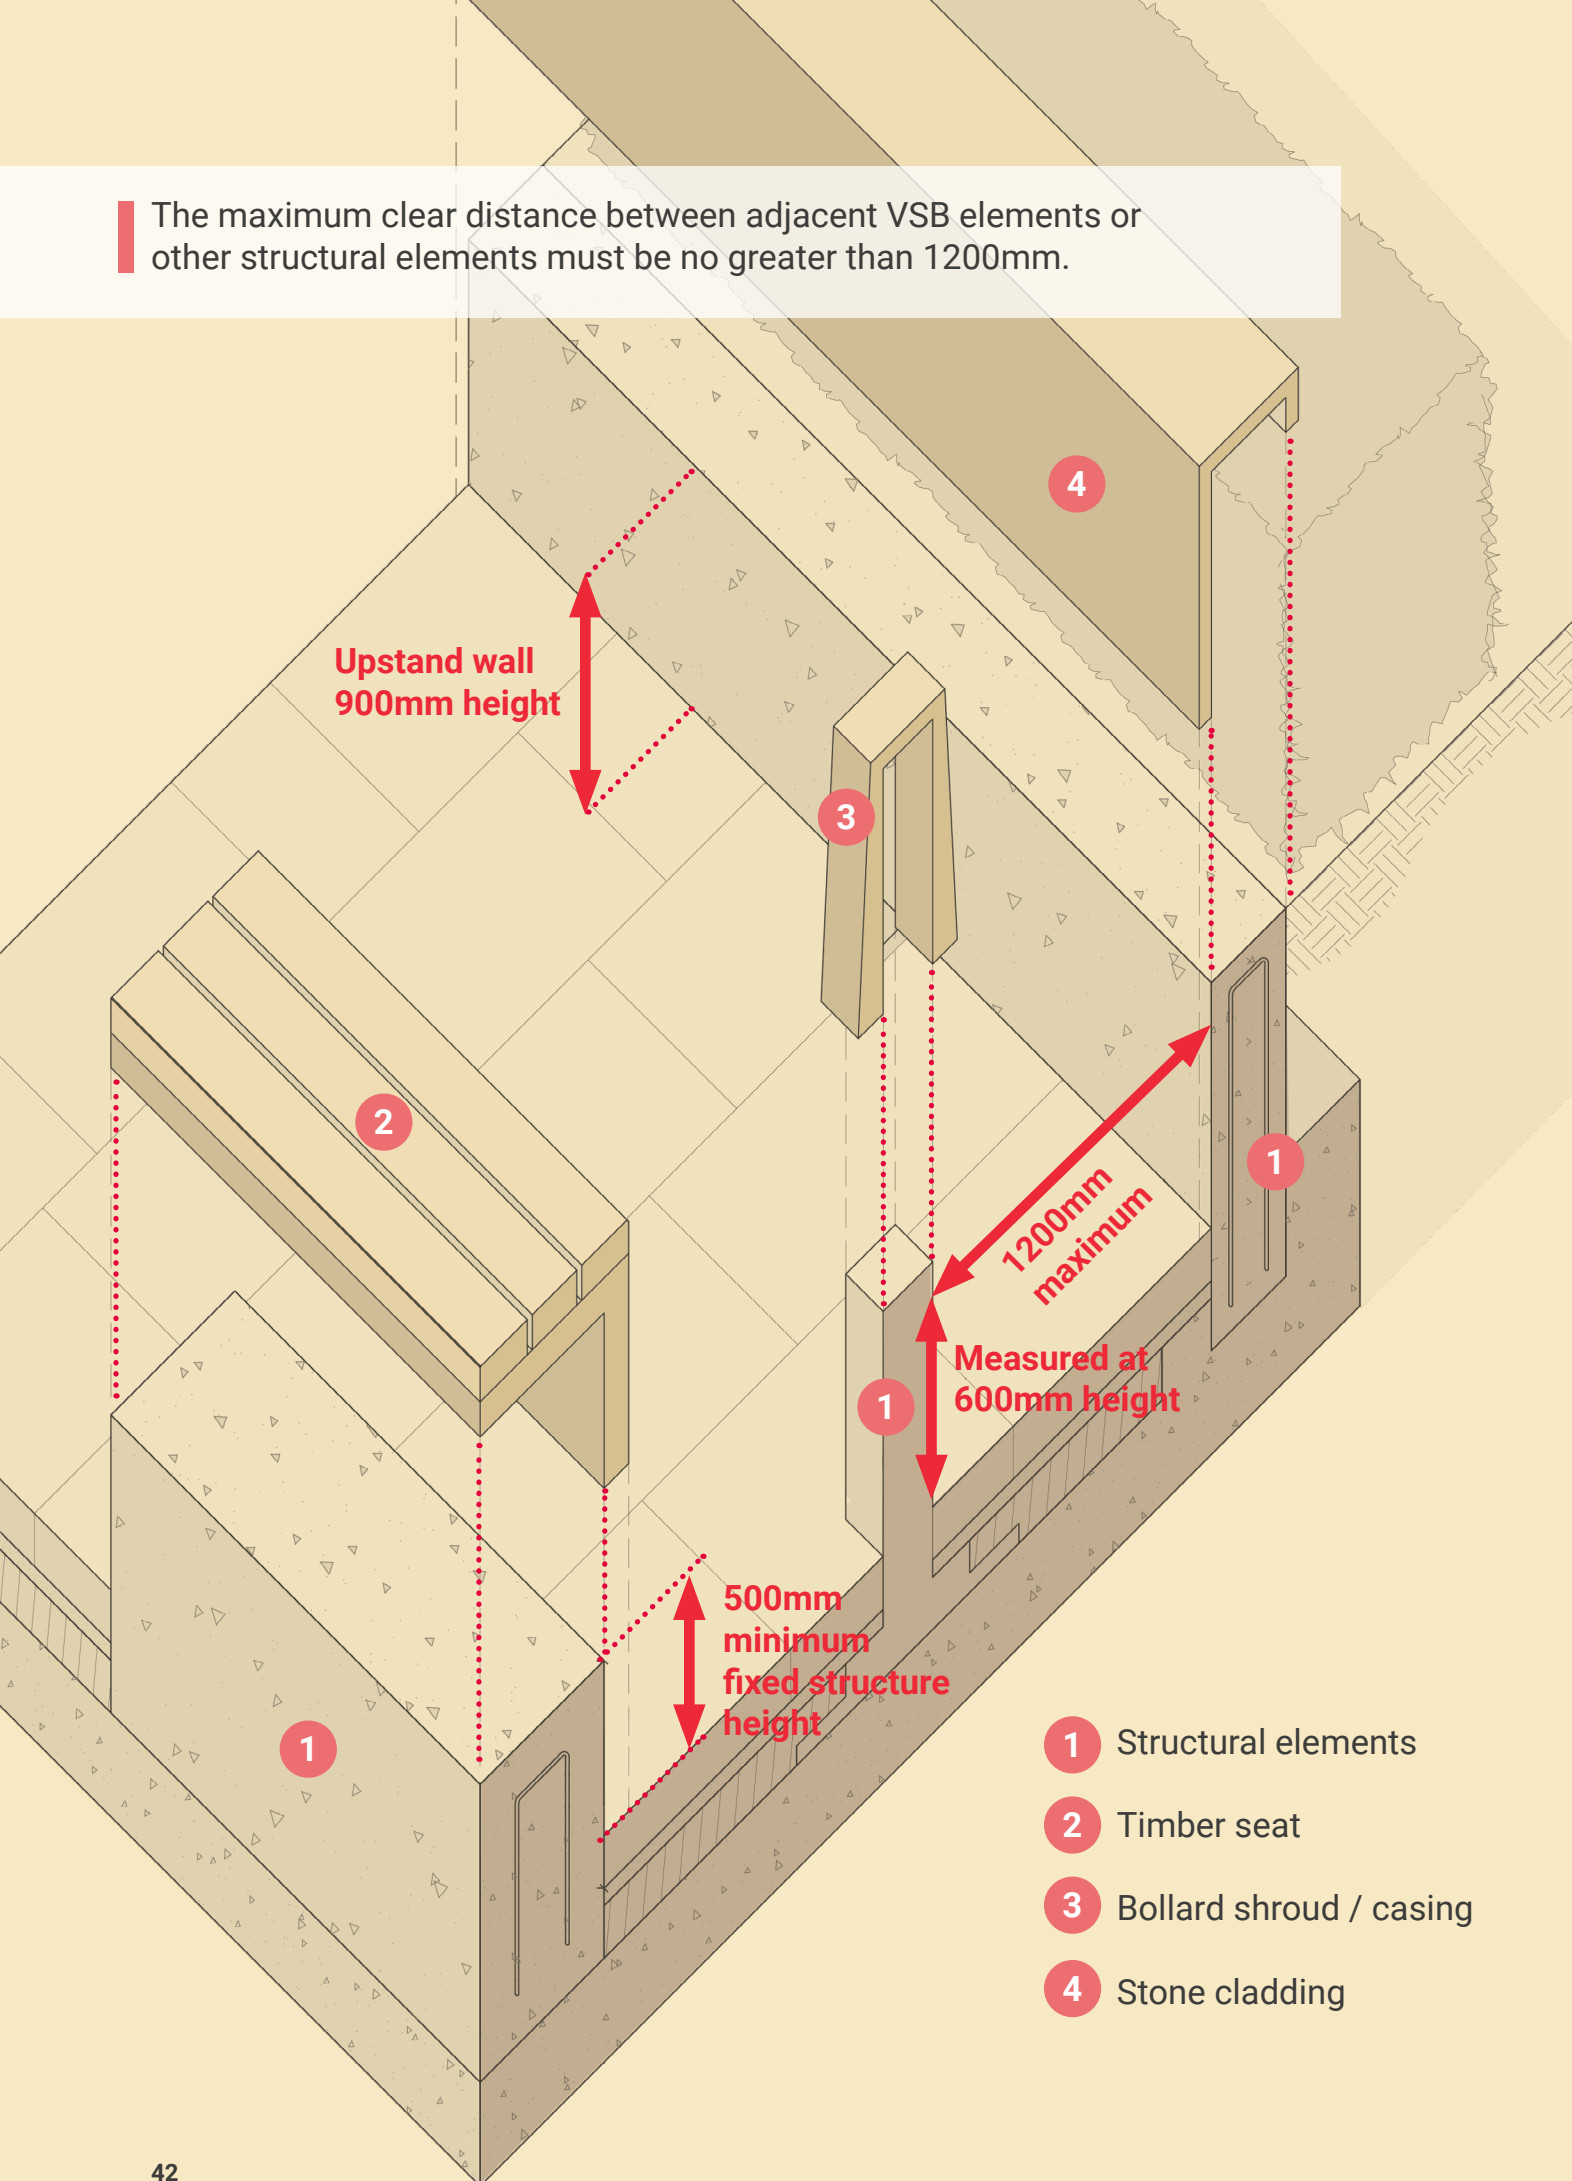 The maximum clear distance between adjacent VSB elements or
other structural elements must be no greater than 1200mm.
4
Upstand wall
900mm height
3
2
1
1200mm
maximum
Measured at
600mm height
1
500mm
minimum
fixed structure
height
1
1 Structural elements
2 Timber seat
3 Bollard shroud / casing
4 Stone cladding
42